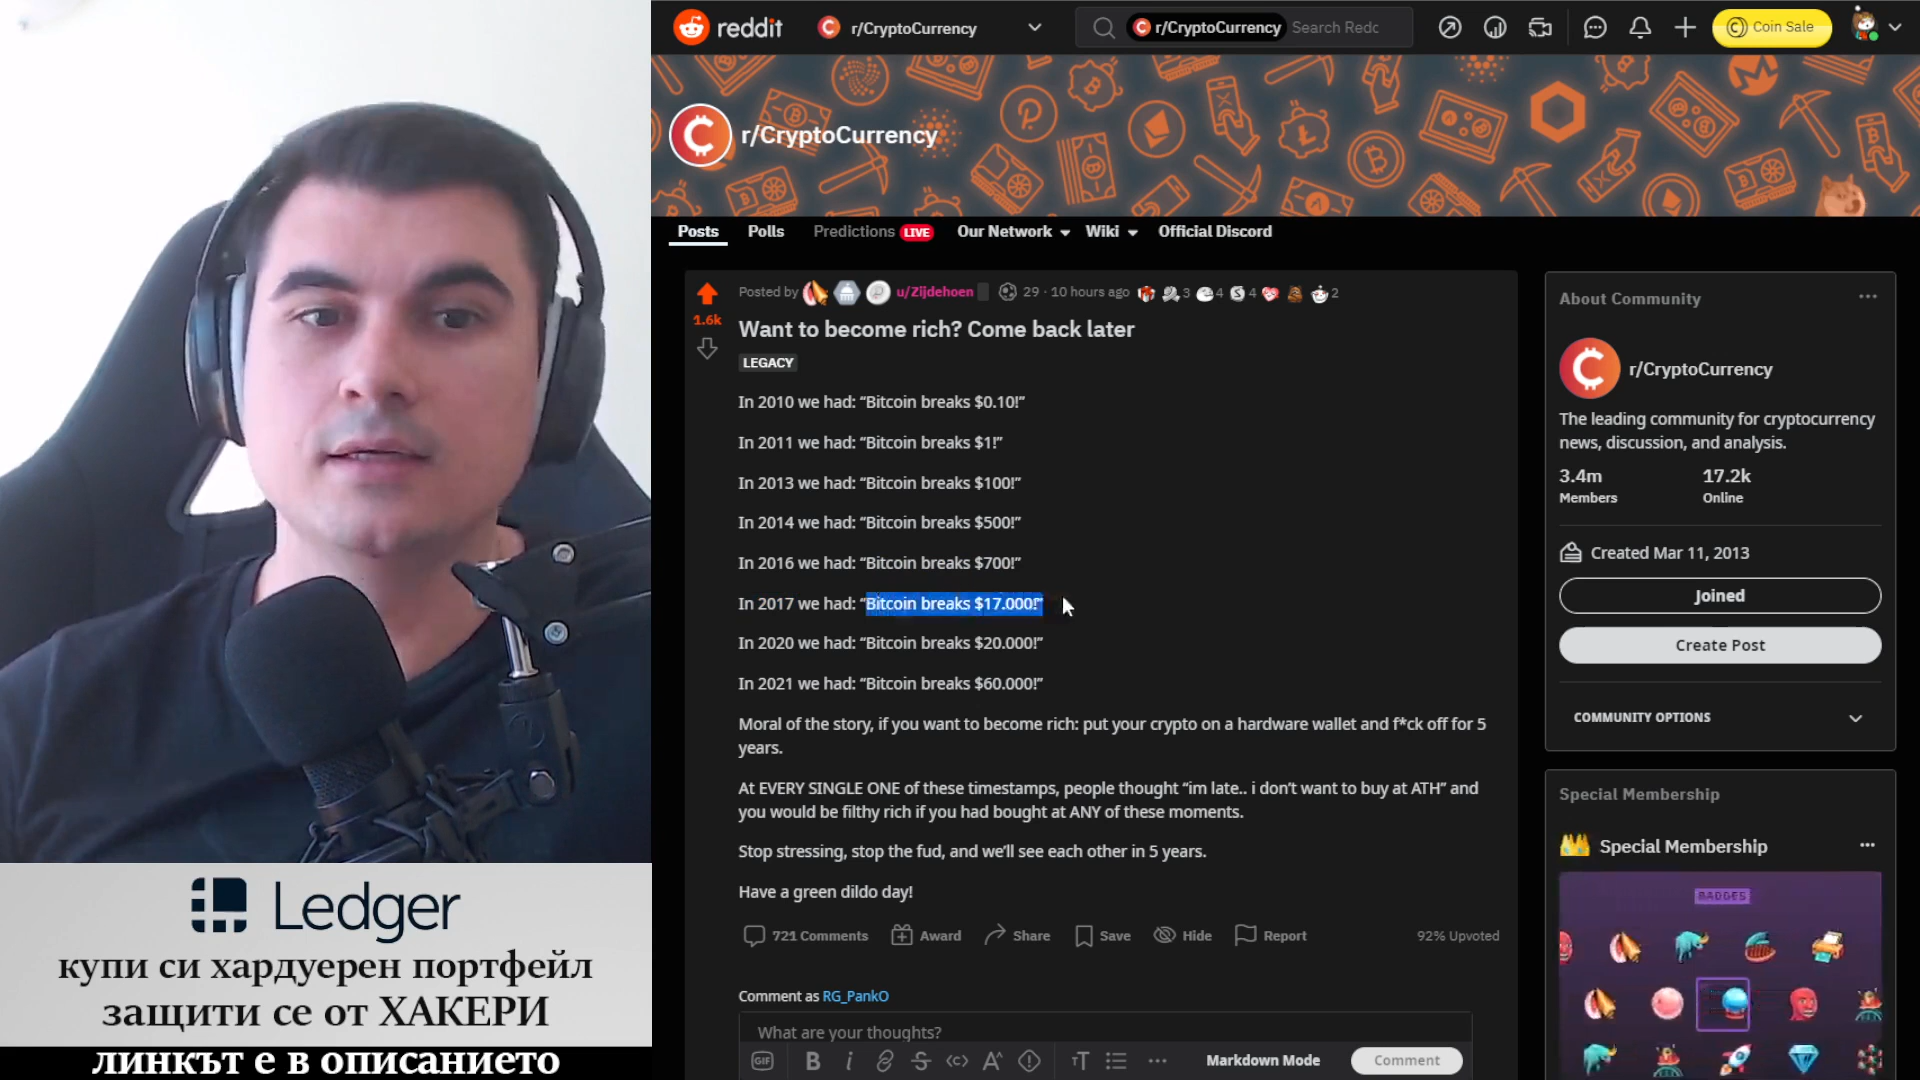 reddit
r/CryptoCurrency
r/CryptoCurrency
Search Redc
Coin Sale
r/CryptoCurrency
Posts
Polls
Predictions LIVE
Our Network
Wiki
Official Discord
Posted by u/Zijdehoen 29 · 10 hours ago 3 4 4 2
1.6k
Want to become rich? Come back later
LEGACY
In 2010 we had: “Bitcoin breaks $0.10!”
In 2011 we had: “Bitcoin breaks $1!”
In 2013 we had: “Bitcoin breaks $100!”
In 2014 we had: “Bitcoin breaks $500!”
In 2016 we had: “Bitcoin breaks $700!”
In 2017 we had: “Bitcoin breaks $17.000!”
In 2020 we had: “Bitcoin breaks $20.000!”
In 2021 we had: “Bitcoin breaks $60.000!”
Moral of the story, if you want to become rich: put your crypto on a hardware wallet and f*ck off for 5
years.
At EVERY SINGLE ONE of these timestamps, people thought “im late.. i don’t want to buy at ATH” and
you would be filthy rich if you had bought at ANY of these moments.
Stop stressing, stop the fud, and we’ll see each other in 5 years.
Have a green dildo day!
721 Comments
Award
Share
Save
Hide
Report
92% Upvoted
Comment as RG_PankO
What are your thoughts?
GIF
Markdown Mode
Comment
About Community
r/CryptoCurrency
The leading community for cryptocurrency
news, discussion, and analysis.
3.4m
Members
17.2k
Online
Created Mar 11, 2013
Joined
Create Post
COMMUNITY OPTIONS
Special Membership
Special Membership
BADGES
Ledger
купи си хардуерен портфейл
защити се от ХАКЕРИ
линкът е в описанието